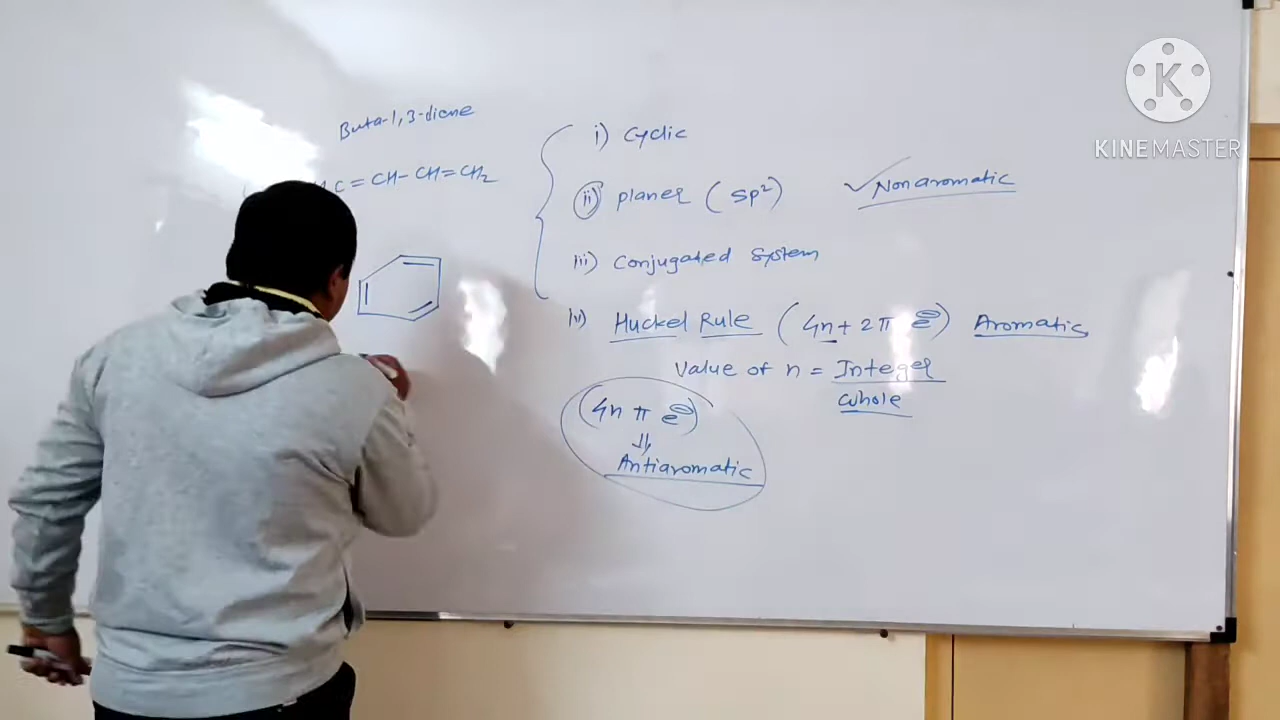 Buta-1,3-diene
C=CH-CH=CH₂
i) Cyclic
ii) planer (sp²)
✓Nonaromatic
iii) Conjugated System
iv) Huckel Rule (4n+2π e⊖) Aromatic
Value of n = Integer
whole
(4n π e⊖)
⇓
Antiaromatic
K
KINEMASTER